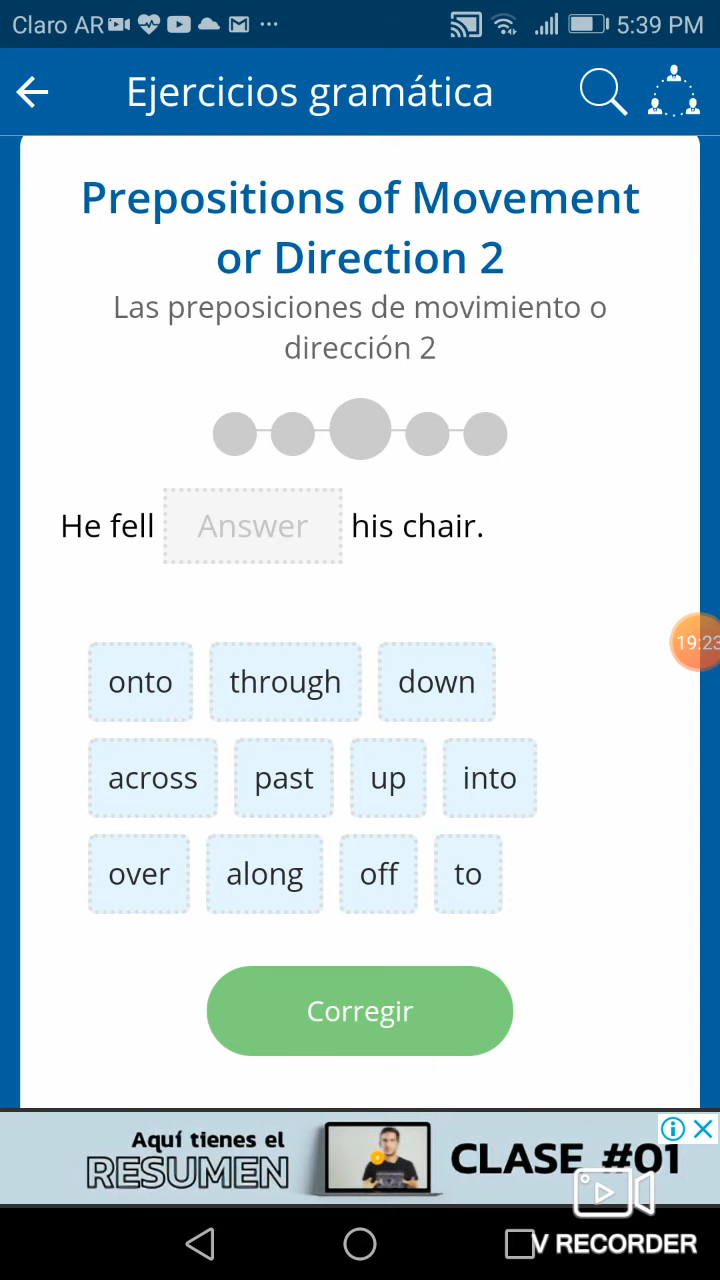 Claro AR ... 5:39 PM
Ejercicios gramática
Prepositions of Movement
or Direction 2
Las preposiciones de movimiento o
dirección 2
He fell Answer his chair.
19:23
onto through down
across past up into
over along off to
Corregir
Aquí tienes el
RESUMEN
CLASE #01
V RECORDER